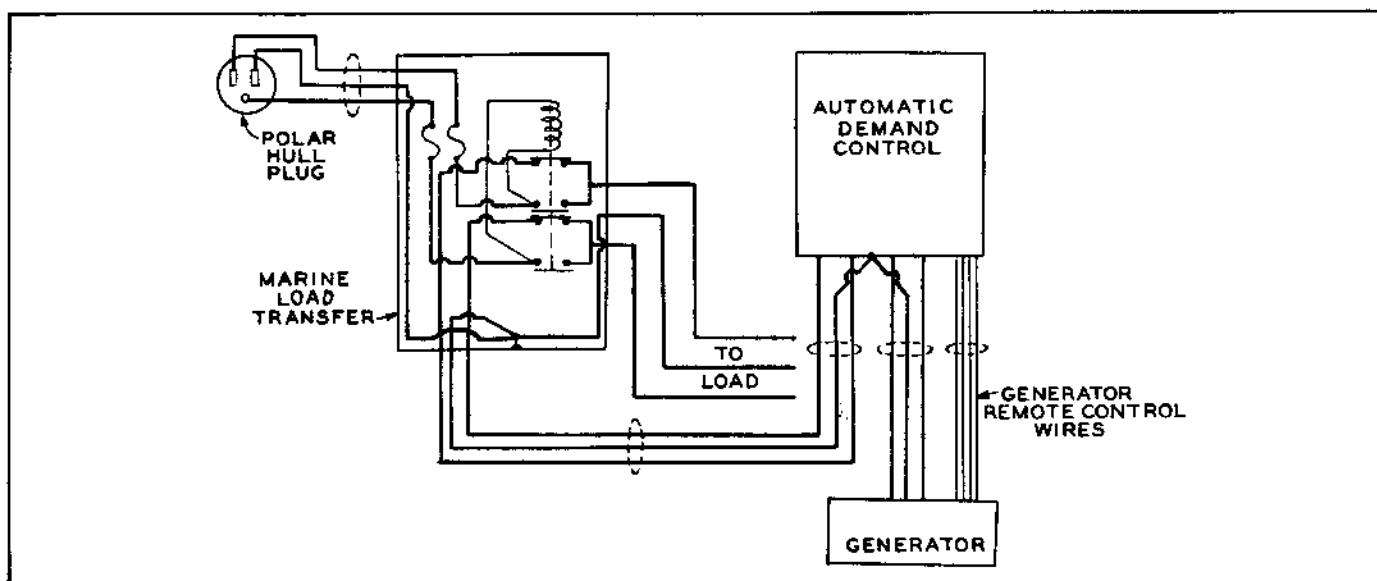 POLAR
HULL
PLUG
AUTOMATIC
DEMAND
CONTROL
MARINE
LOAD
TRANSFER
TO
LOAD
GENERATOR
REMOTE CONTROL
WIRES
GENERATOR